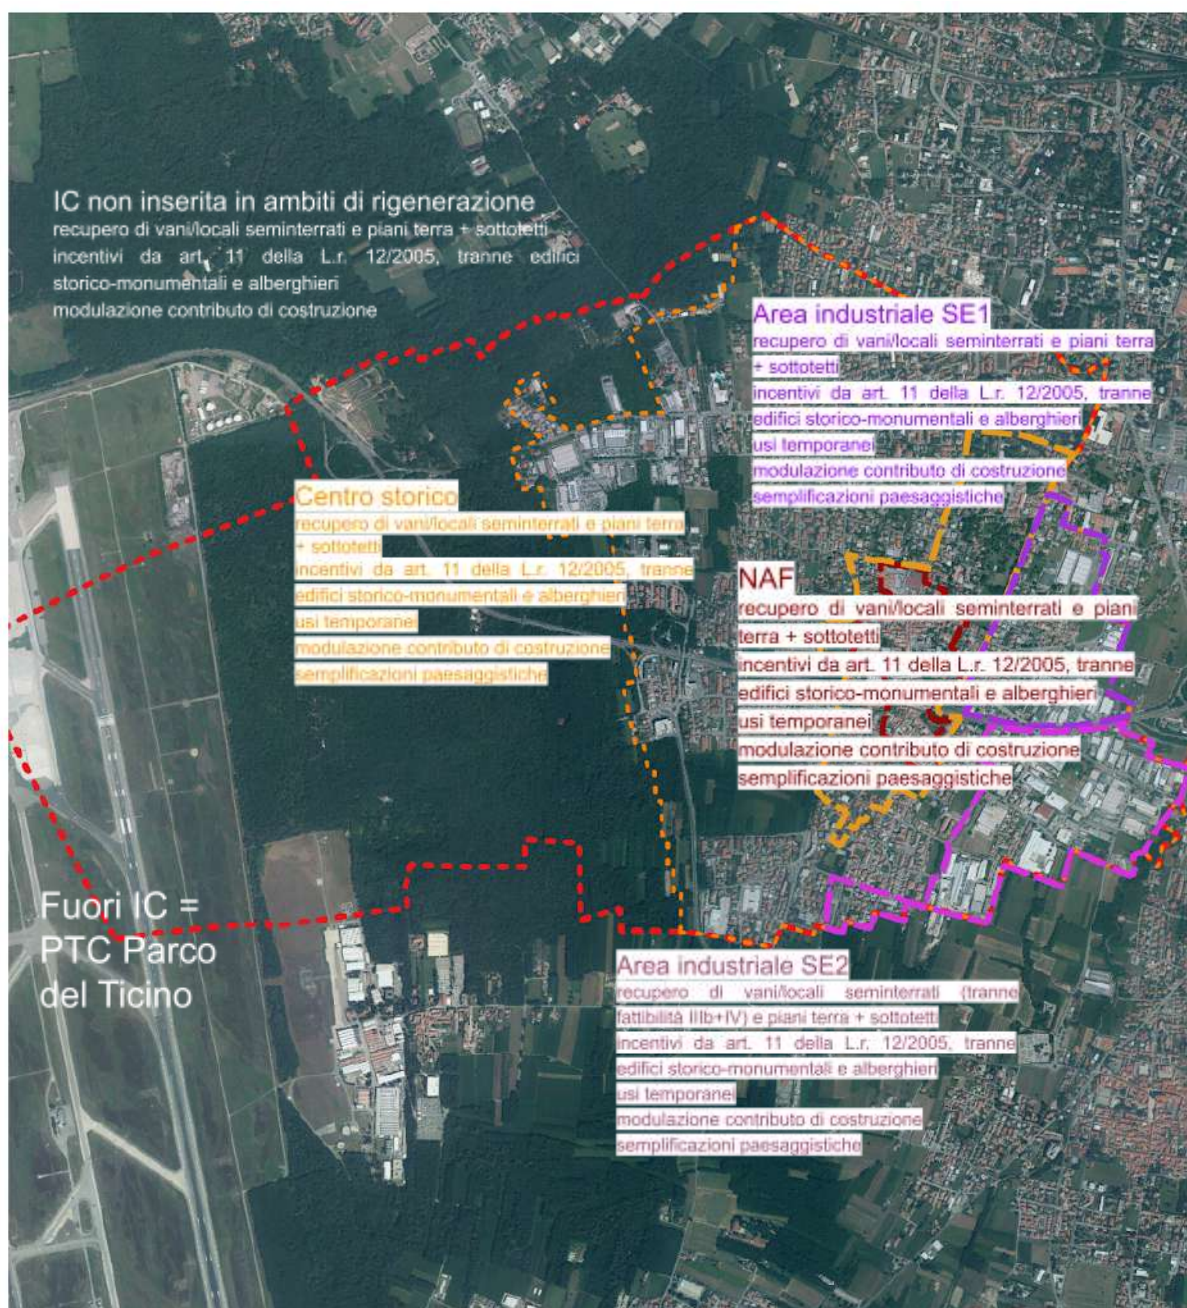 IC non inserita in ambiti di rigenerazione
recupero di vani/locali seminterrati e piani terra + sottotetti
incentivi da art. 11 della L.r. 12/2005, tranne edifici
storico-monumentali e alberghieri
modulazione contributo di costruzione
Area industriale SE1
recupero di vani/locali seminterrati e piani terra
+ sottotetti
incentivi da art. 11 della L.r. 12/2005, tranne
edifici storico-monumentali e alberghieri
usi temporanei
modulazione contributo di costruzione
semplificazioni paesaggistiche
Centro storico
recupero di vani/locali seminterrati e piani terra
+ sottotetti
incentivi da art. 11 della L.r. 12/2005, tranne
edifici storico-monumentali e alberghieri
usi temporanei
modulazione contributo di costruzione
semplificazioni paesaggistiche
NAF
recupero di vani/locali seminterrati e piani
terra + sottotetti
incentivi da art. 11 della L.r. 12/2005, tranne
edifici storico-monumentali e alberghieri
usi temporanei
modulazione contributo di costruzione
semplificazioni paesaggistiche
Fuori IC =
PTC Parco
del Ticino
Area industriale SE2
recupero di vani/locali seminterrati (tranne
fattibilità IIIb+IV) e piani terra + sottotetti
incentivi da art. 11 della L.r. 12/2005, tranne
edifici storico-monumentali e alberghieri
usi temporanei
modulazione contributo di costruzione
semplificazioni paesaggistiche